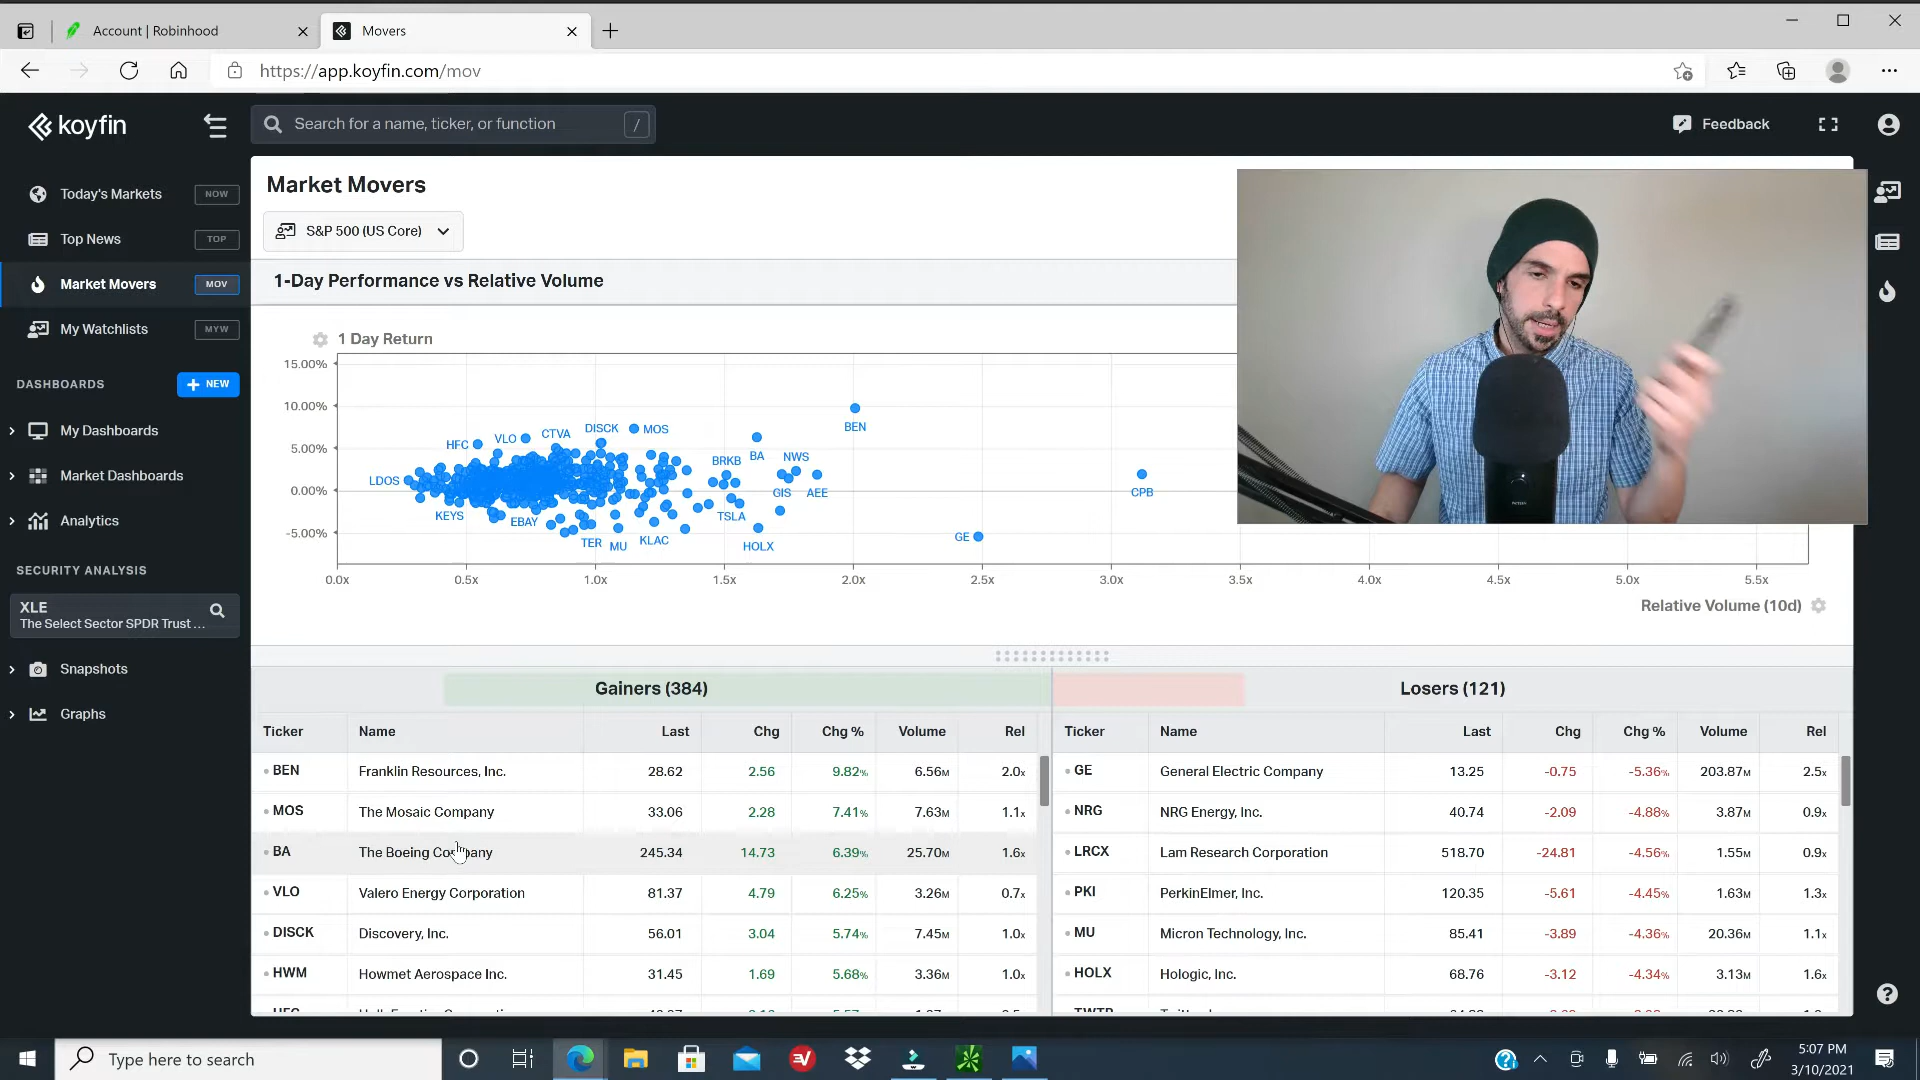 Account | Robinhood
Movers
https://app.koyfin.com/mov
koyfin
Search for a name, ticker, or function /
Feedback
Today's Markets NOW
Top News TOP
Market Movers MOV
My Watchlists MYW
DASHBOARDS + NEW
My Dashboards
Market Dashboards
Analytics
SECURITY ANALYSIS
XLE
The Select Sector SPDR Trust ...
Snapshots
Graphs
Market Movers
S&P 500 (US Core)
1-Day Performance vs Relative Volume
1 Day Return
15.00%
10.00%
5.00%
0.00%
-5.00%
BEN
HFC VLO CTVA DISCK MOS
BRKB BA NWS
LDOS GIS AEE CPB
KEYS EBAY TSLA
TER MU KLAC HOLX GE
0.0x 0.5x 1.0x 1.5x 2.0x 2.5x 3.0x 3.5x 4.0x 4.5x 5.0x 5.5x
Relative Volume (10d)
Gainers (384)
Ticker Name Last Chg Chg % Volume Rel
BEN Franklin Resources, Inc. 28.62 2.56 9.82% 6.56M 2.0x
MOS The Mosaic Company 33.06 2.28 7.41% 7.63M 1.1x
BA The Boeing Company 245.34 14.73 6.39% 25.70M 1.6x
VLO Valero Energy Corporation 81.37 4.79 6.25% 3.26M 0.7x
DISCK Discovery, Inc. 56.01 3.04 5.74% 7.45M 1.0x
HWM Howmet Aerospace Inc. 31.45 1.69 5.68% 3.36M 1.0x
Losers (121)
Ticker Name Last Chg Chg % Volume Rel
GE General Electric Company 13.25 -0.75 -5.36% 203.87M 2.5x
NRG NRG Energy, Inc. 40.74 -2.09 -4.88% 3.87M 0.9x
LRCX Lam Research Corporation 518.70 -24.81 -4.56% 1.55M 0.9x
PKI PerkinElmer, Inc. 120.35 -5.61 -4.45% 1.63M 1.3x
MU Micron Technology, Inc. 85.41 -3.89 -4.36% 20.36M 1.1x
HOLX Hologic, Inc. 68.76 -3.12 -4.34% 3.13M 1.6x
Type here to search
5:07 PM
3/10/2021